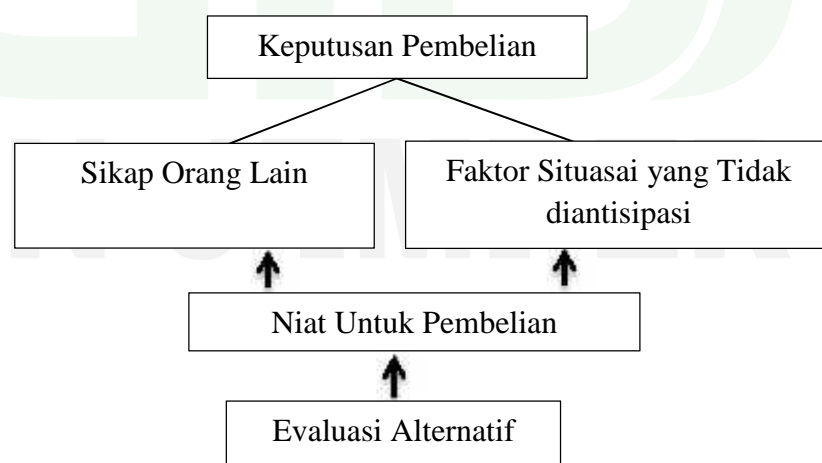 Keputusan Pembelian
Sikap Orang Lain
Faktor Situasai yang Tidak
diantisipasi
Niat Untuk Pembelian
Evaluasi Alternatif